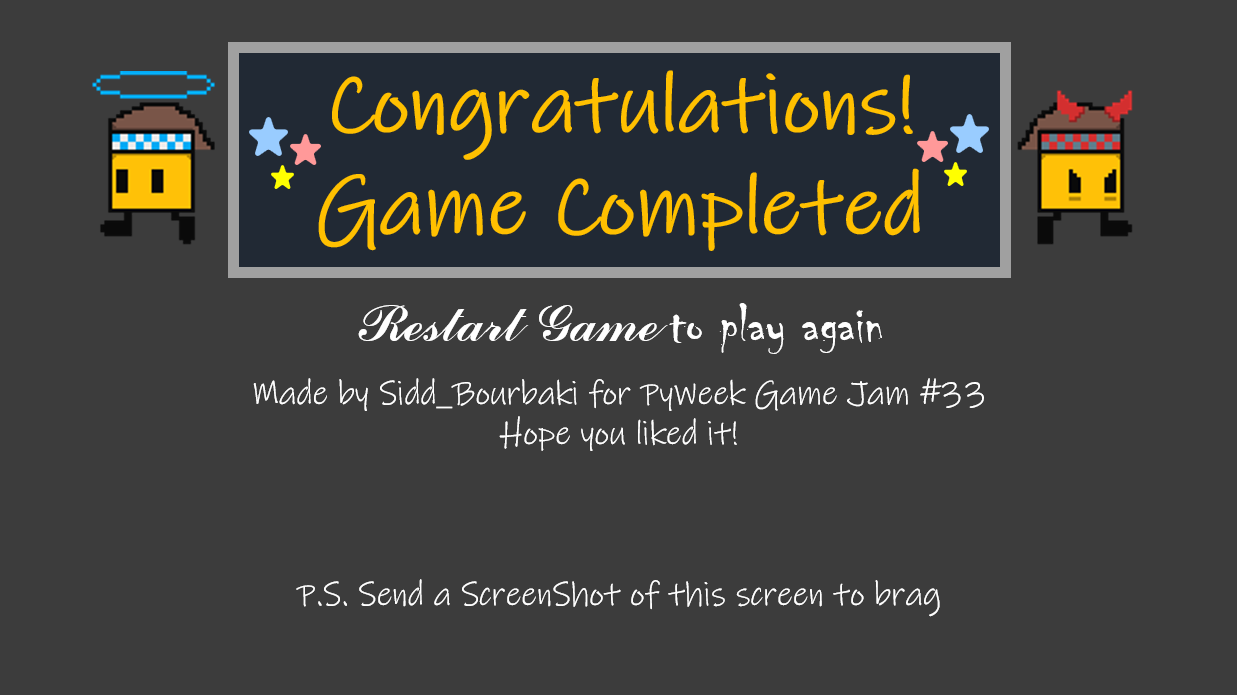 Congratulations!
Game Completed
Restart Game to play again
Made by Sidd_Bourbaki for PyWeek Game Jam #33
Hope you liked it!
P.S. Send a ScreenShot of this screen to brag